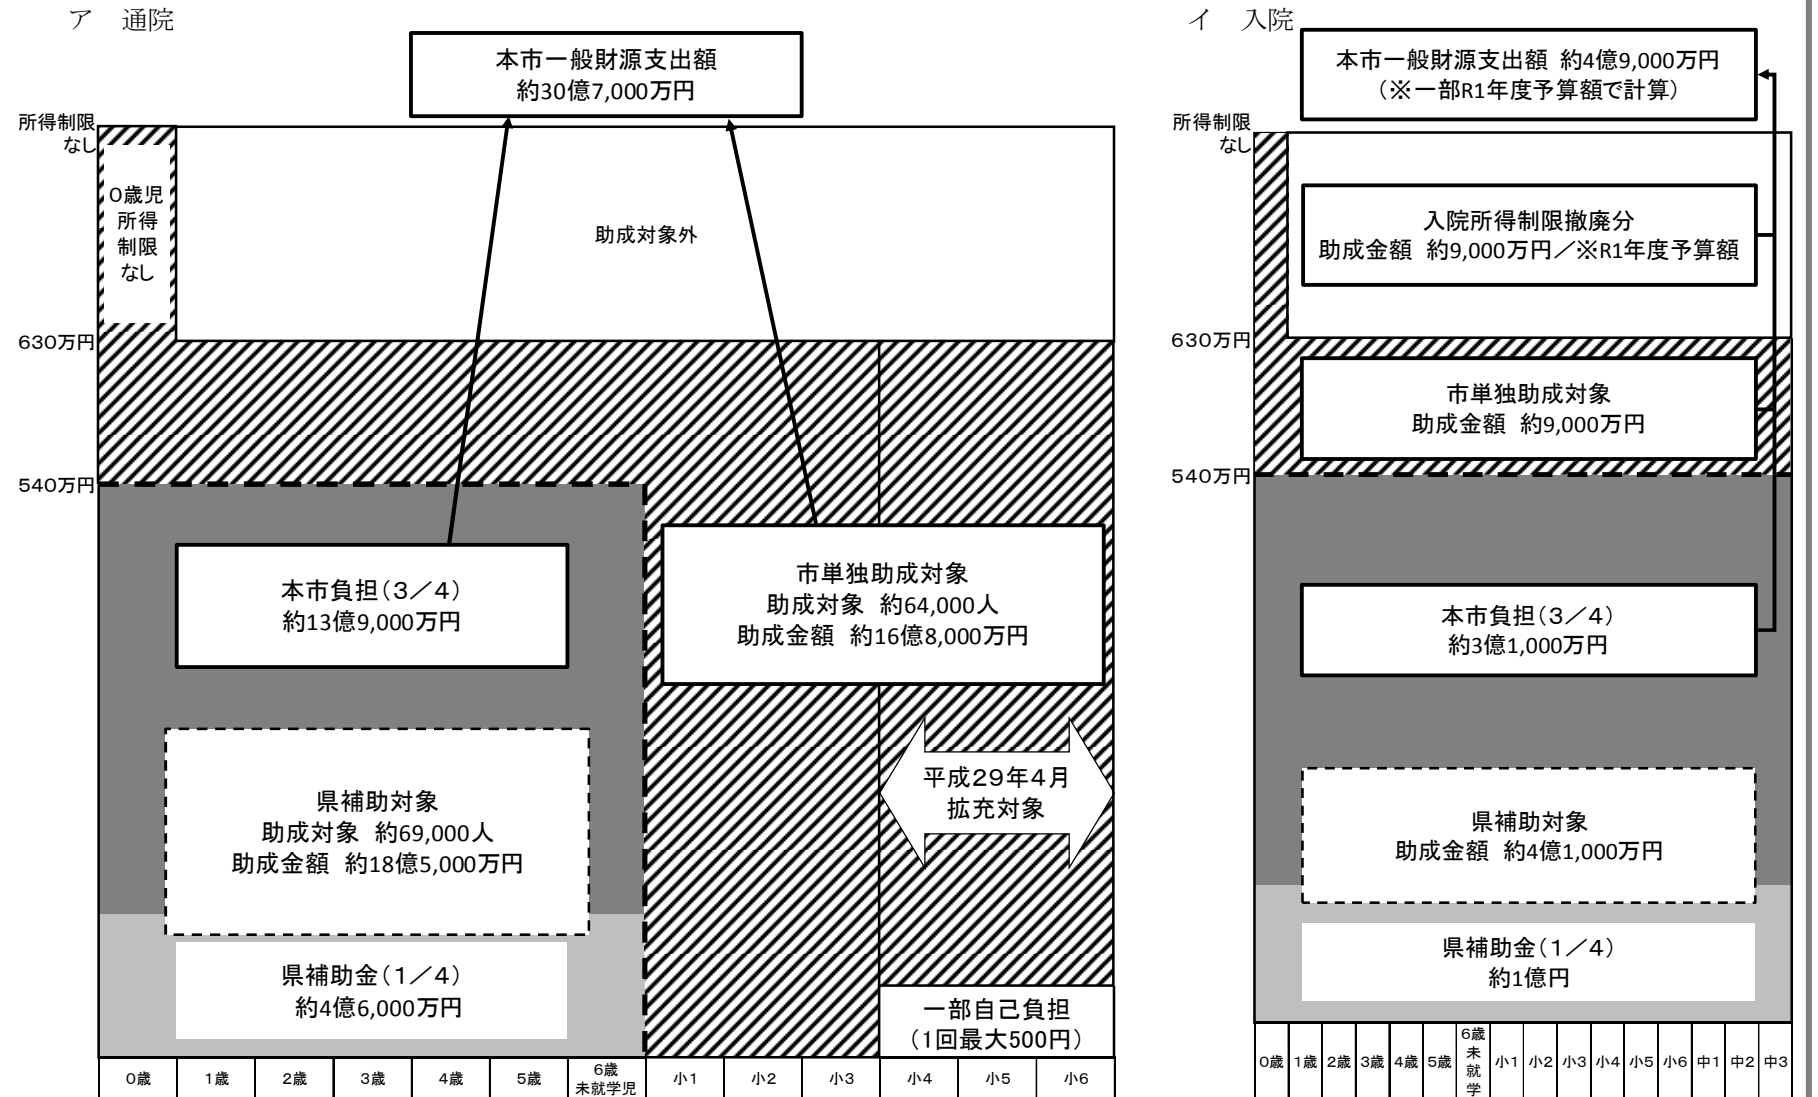 ア 通院
本市一般財源支出額
約30億7,000万円
所得制限
なし
0歳児
所得
制限
なし
助成対象外
630万円
540万円
本市負担(3/4)
約13億9,000万円
市単独助成対象
助成対象 約64,000人
助成金額 約16億8,000万円
県補助対象
助成対象 約69,000人
助成金額 約18億5,000万円
平成29年4月
拡充対象
県補助金(1/4)
約4億6,000万円
一部自己負担
(1回最大500円)
0歳 1歳 2歳 3歳 4歳 5歳 6歳
未就学児
小1 小2 小3 小4 小5 小6
イ 入院
本市一般財源支出額 約4億9,000万円
(※一部R1年度予算額で計算)
所得制限
なし
入院所得制限撤廃分
助成金額 約9,000万円/※R1年度予算額
630万円
市単独助成対象
助成金額 約9,000万円
540万円
本市負担(3/4)
約3億1,000万円
県補助対象
助成金額 約4億1,000万円
県補助金(1/4)
約1億円
0歳 1歳 2歳 3歳 4歳 5歳 6歳
未
就
学
小1 小2 小3 小4 小5 小6 中1 中2 中3